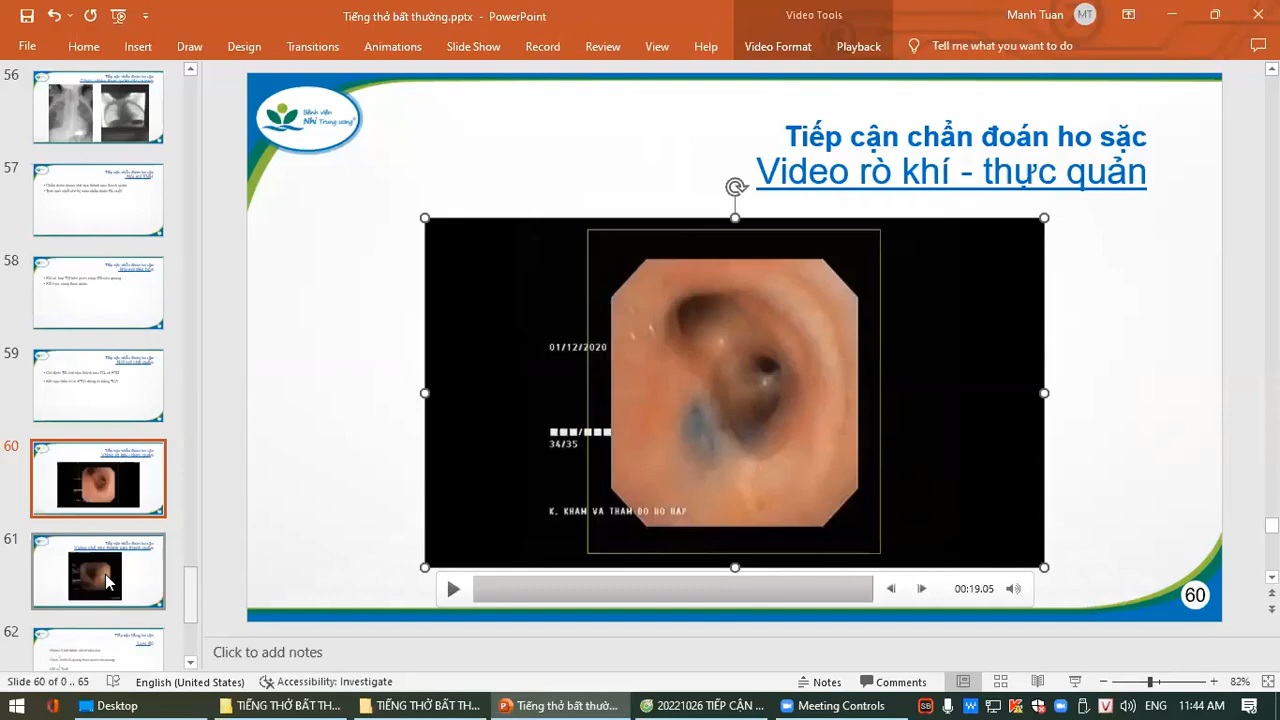 Tiếng thở bất thường.pptx - PowerPoint
Video Tools
Manh Tuan
MT
File
Home
Insert
Draw
Design
Transitions
Animations
Slide Show
Record
Review
View
Help
Video Format
Playback
Tell me what you want to do
56
57
58
59
60
61
62
Bệnh viện
Nhi Trung ương
Tiếp cận chẩn đoán ho sặc
Video rò khí - thực quản
01/12/2020
34/35
K. KHAM VA THAM DO HO HAP
00:19.05
60
Click to add notes
Slide 60 of 0 .. 65
English (United States)
Accessibility: Investigate
Notes
Comments
82%
Desktop
TIẾNG THỞ BẤT TH...
TIẾNG THỞ BẤT TH...
Tiếng thở bất thườ...
20221026 TIẾP CẬN ...
Meeting Controls
11:44 AM